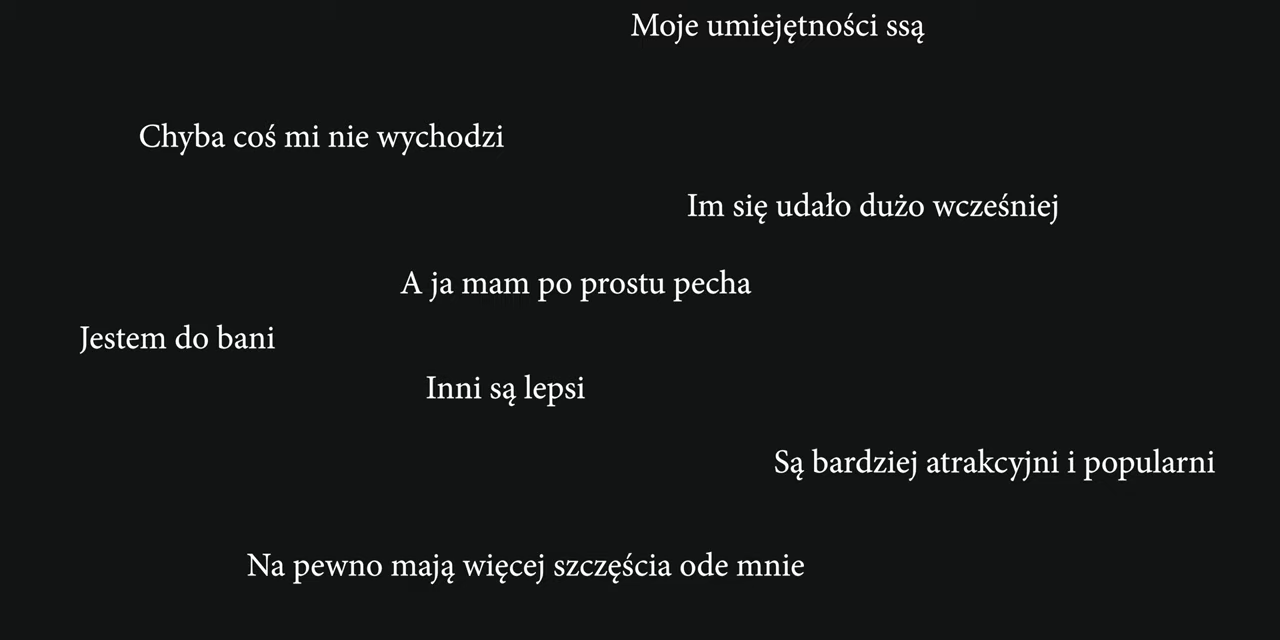 Moje umiejętności ssą
Chyba coś mi nie wychodzi
Im się udało dużo wcześniej
A ja mam po prostu pecha
Jestem do bani
Inni są lepsi
Są bardziej atrakcyjni i popularni
Na pewno mają więcej szczęścia ode mnie